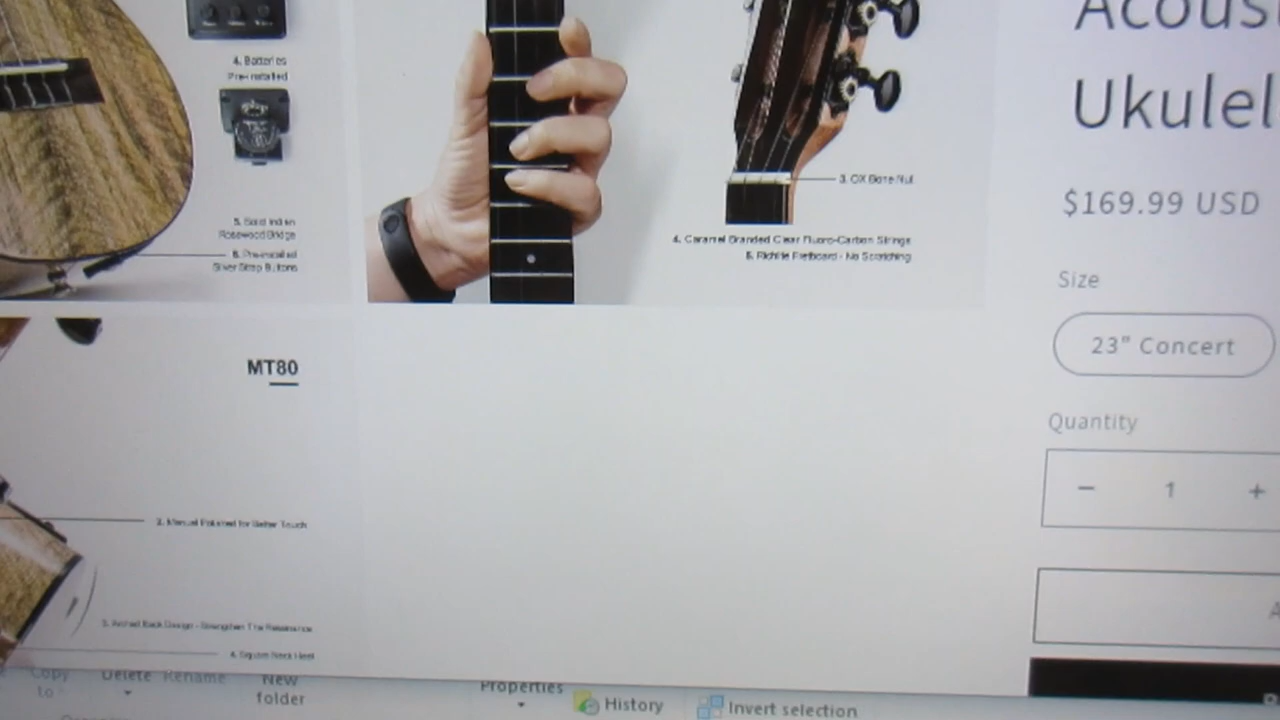 4. Batteries
Pre-installed
5. Solid Indian
Rosewood Bridge
6. Pre-installed
Silver Strap Buttons
3. OX Bone Nut
4. Caramel Branded Clear Fluoro-Carbon Strings
5. Richlite Fretboard - No Scratching
MT80
2. Manual Polished for Better Touch
3. Arched Back Design - Strengthen The Resonance
4. Square Neck Heel
Acous
Ukulel
$169.99 USD
Size
23" Concert
Quantity
− 1 +
Copy
to
Delete
Rename
New
folder
Properties
History
Invert selection